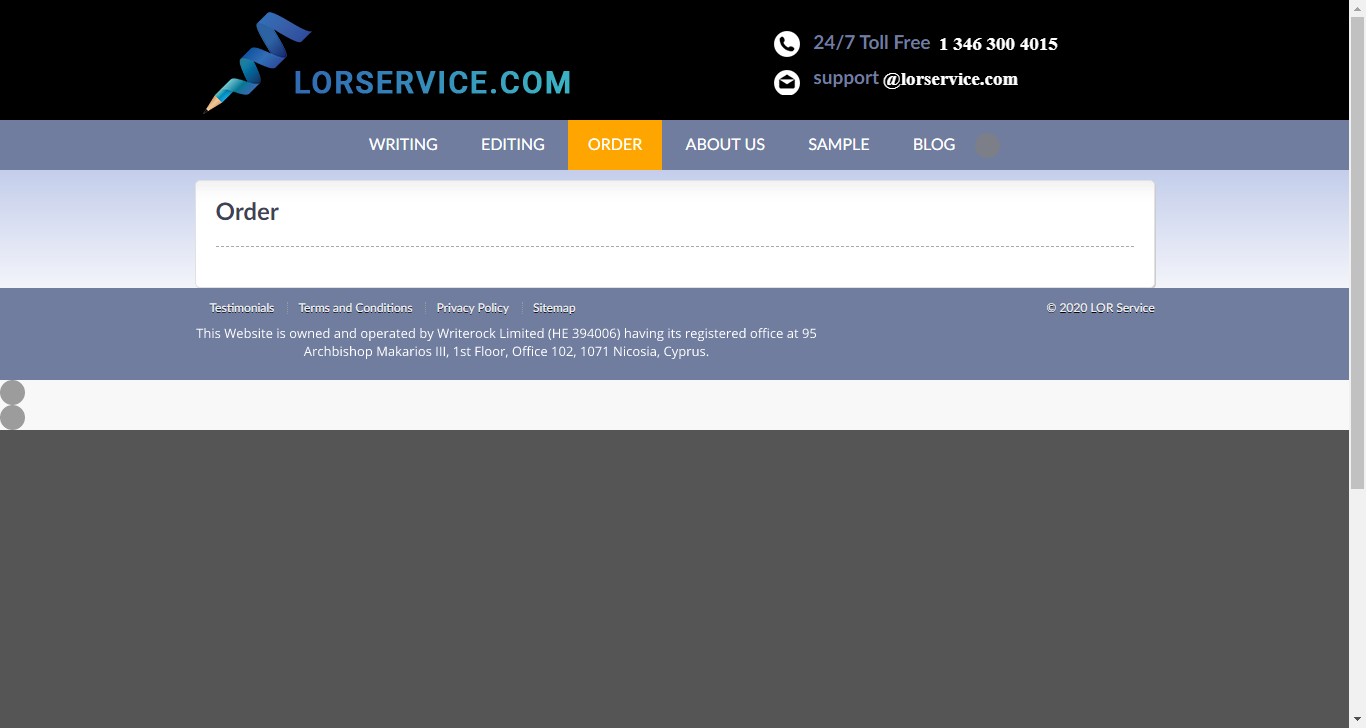 LORSERVICE.COM
24/7 Toll Free 1 346 300 4015
support @lorservice.com
WRITING EDITING ORDER ABOUT US SAMPLE BLOG
Order
Testimonials Terms and Conditions Privacy Policy Sitemap © 2020 LOR Service
This Website is owned and operated by Writerock Limited (HE 394006) having its registered office at 95
Archbishop Makarios III, 1st Floor, Office 102, 1071 Nicosia, Cyprus.